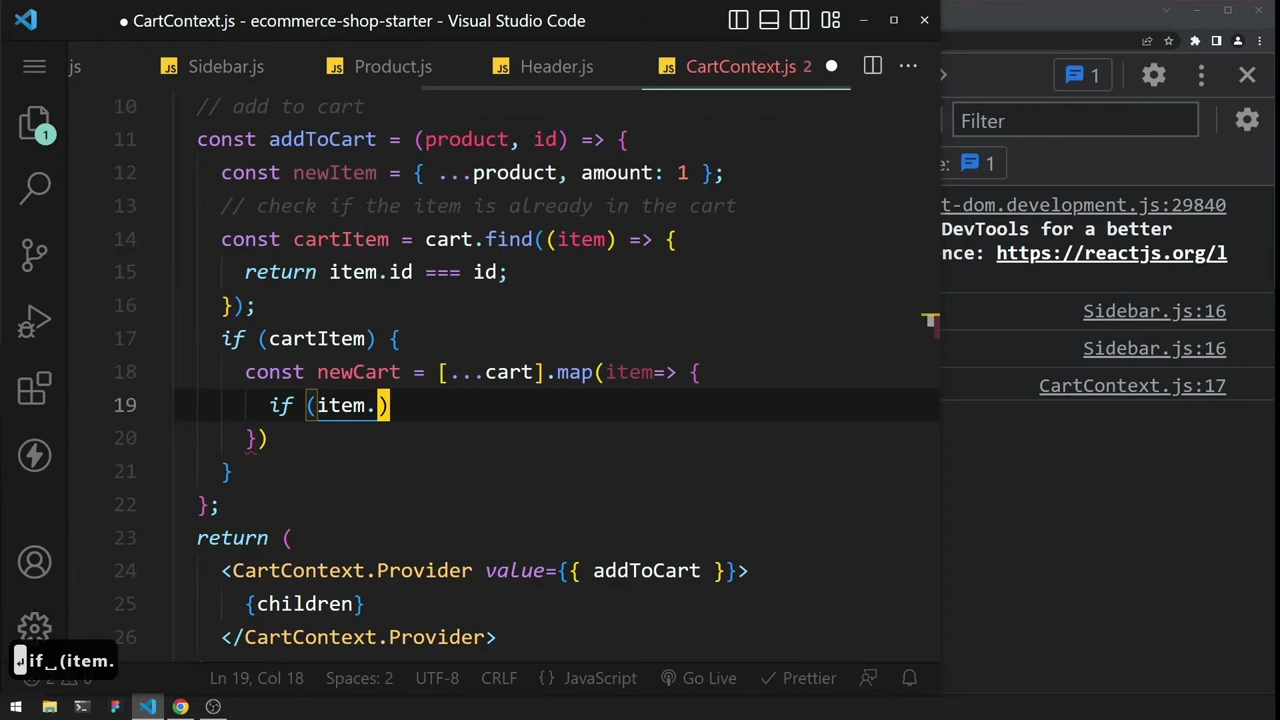 ● CartContext.js - ecommerce-shop-starter - Visual Studio Code
js
JS Sidebar.js
JS Product.js
JS Header.js
JS CartContext.js 2 ●
10 // add to cart
11 const addToCart = (product, id) => {
12 const newItem = { ...product, amount: 1 };
13 // check if the item is already in the cart
14 const cartItem = cart.find((item) => {
15 return item.id === id;
16 });
17 if (cartItem) {
18 const newCart = [...cart].map(item=> {
19 if (item.)
20 })
21 }
22 };
23 return (
24 <CartContext.Provider value={{ addToCart }}>
25 {children}
26 </CartContext.Provider>
1
if␣(item.
Ln 19, Col 18 Spaces: 2 UTF-8 CRLF {} JavaScript Go Live Prettier
1
Filter
e: 1
t-dom.development.js:29840
DevTools for a better
nce: https://reactjs.org/l
Sidebar.js:16
Sidebar.js:16
CartContext.js:17